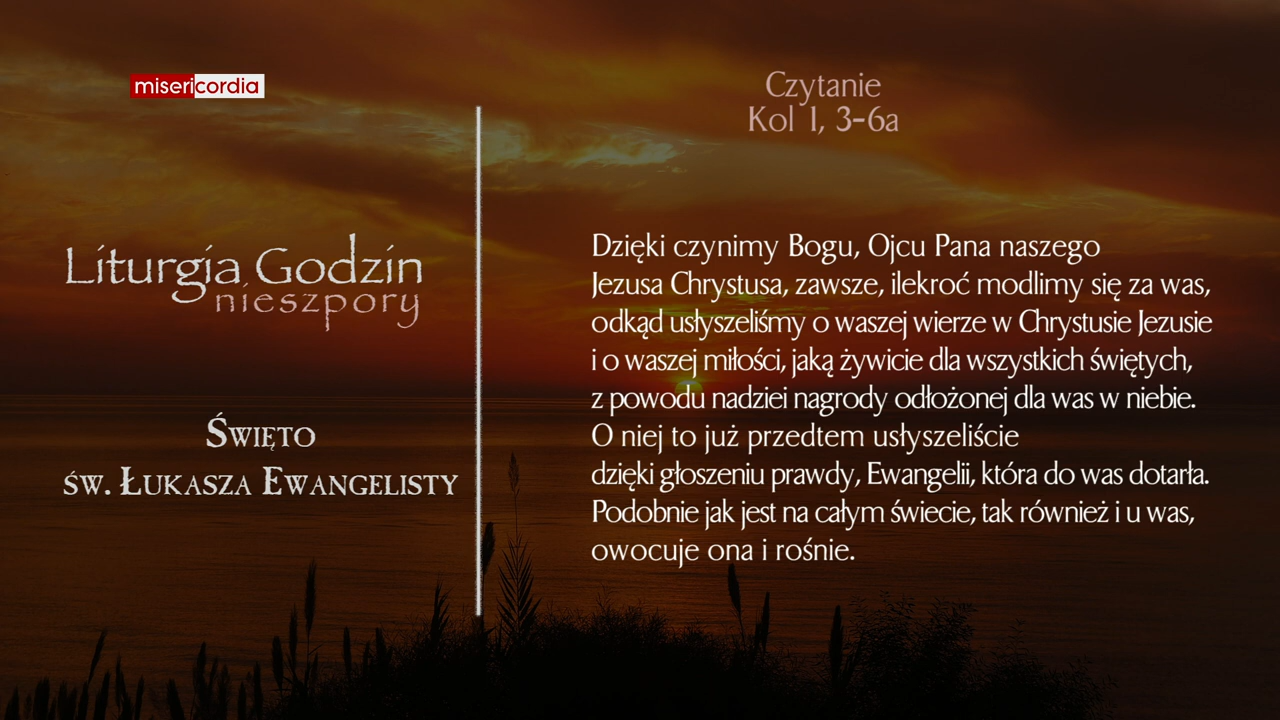 misericordia
Liturgia Godzin
nieszpory
Święto
św. Łukasza Ewangelisty
Czytanie
Kol 1, 3-6a
Dzięki czynimy Bogu, Ojcu Pana naszego
Jezusa Chrystusa, zawsze, ilekroć modlimy się za was,
odkąd usłyszeliśmy o waszej wierze w Chrystusie Jezusie
i o waszej miłości, jaką żywicie dla wszystkich świętych,
z powodu nadziei nagrody odłożonej dla was w niebie.
O niej to już przedtem usłyszeliście
dzięki głoszeniu prawdy, Ewangelii, która do was dotarła.
Podobnie jak jest na całym świecie, tak również i u was,
owocuje ona i rośnie.